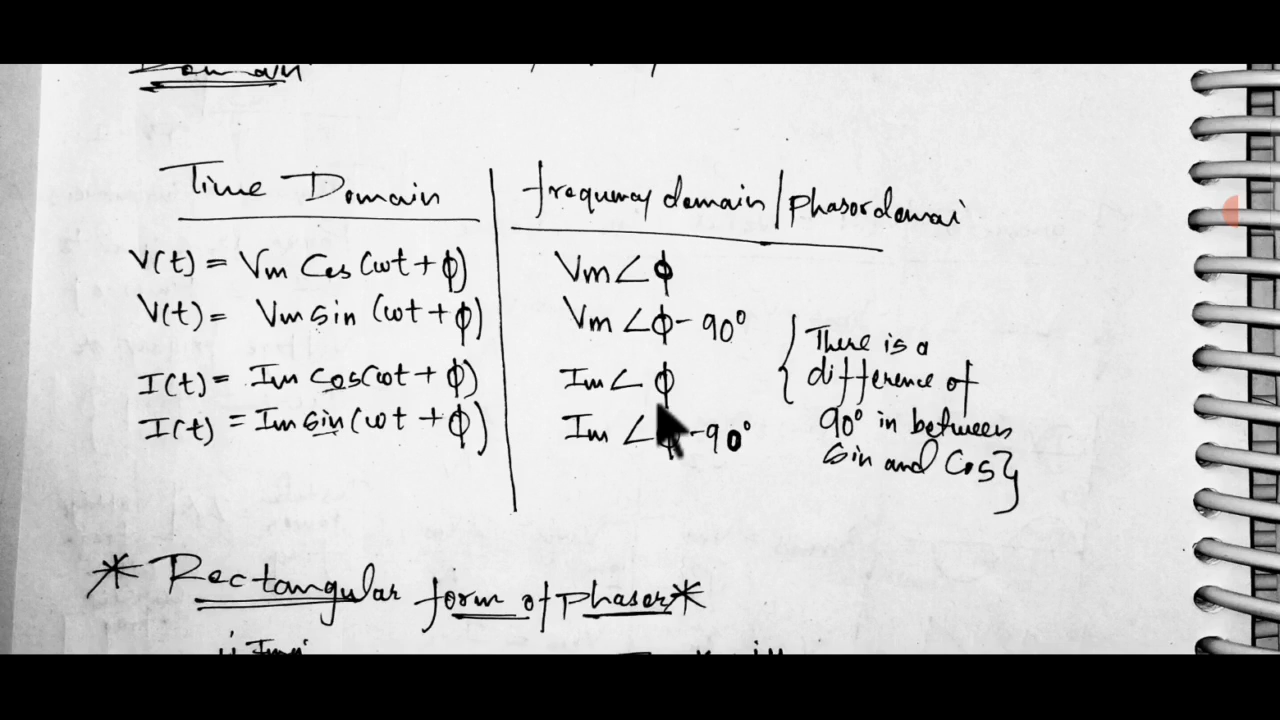 Domain
Time Domain
frequency domain / phasor domai
V(t) = Vm Cos (ωt + ϕ)
Vm ∠ ϕ
V(t) = Vm sin (ωt + ϕ)
Vm ∠ ϕ - 90°
I(t) = Im cos(ωt + ϕ)
Im ∠ ϕ
I(t) = Im sin (ωt + ϕ)
Im ∠ ϕ - 90°
{ There is a
difference of
90° in between
sin and Cos }
* Rectangular form of phasor *